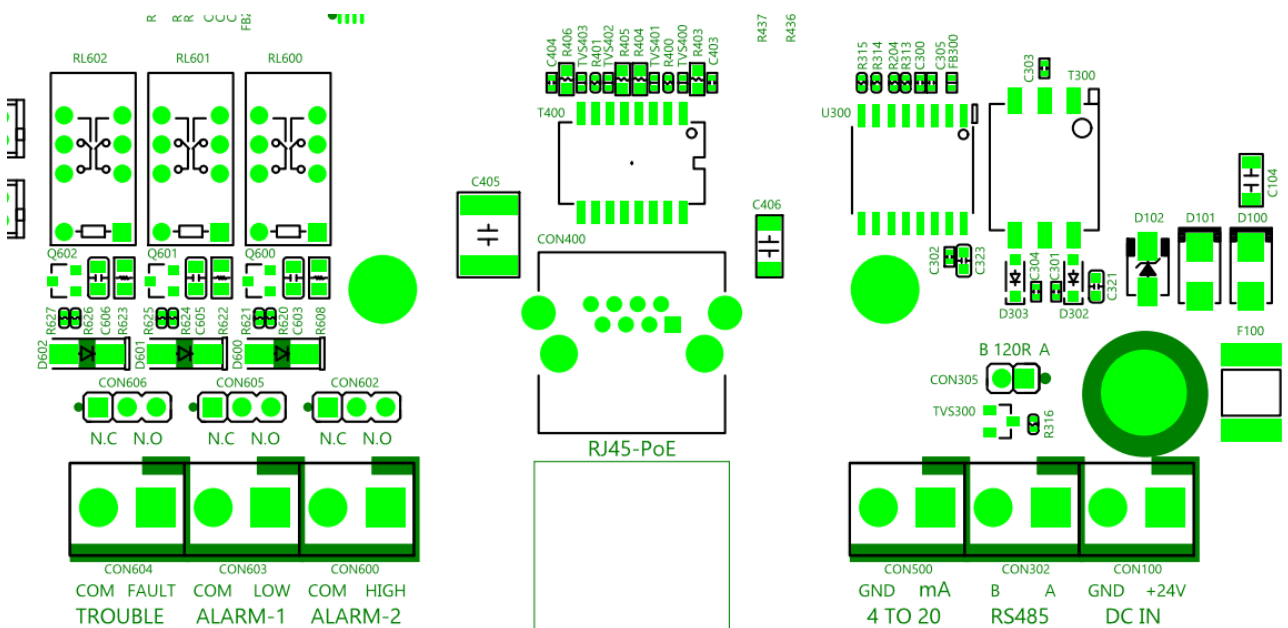 R R R C C C FB2
R437 R436
RL602 RL601 RL600
C404 R406 TVS403 R401 TVS402 R405 R404 TVS401 R400 TVS400 R403 C403
R315 R314 R204 R313 C300 C305 FB300
C303 T300
T400 U300
C405 C406 C104
CON400
D102 D101 D100
Q602 Q601 Q600
C302 C323 C304 C301 C321
D303 D302
R627 R626 C606 R623 R625 R624 C605 R622 R621 R620 C603 R608
D602 D601 D600
F100
B 120R A
CON305
CON606 CON605 CON602
TVS300 R316
N.C N.O N.C N.O N.C N.O
RJ45-PoE
CON604 CON603 CON600 CON500 CON302 CON100
COM FAULT COM LOW COM HIGH GND mA B A GND +24V
TROUBLE ALARM-1 ALARM-2 4 TO 20 RS485 DC IN